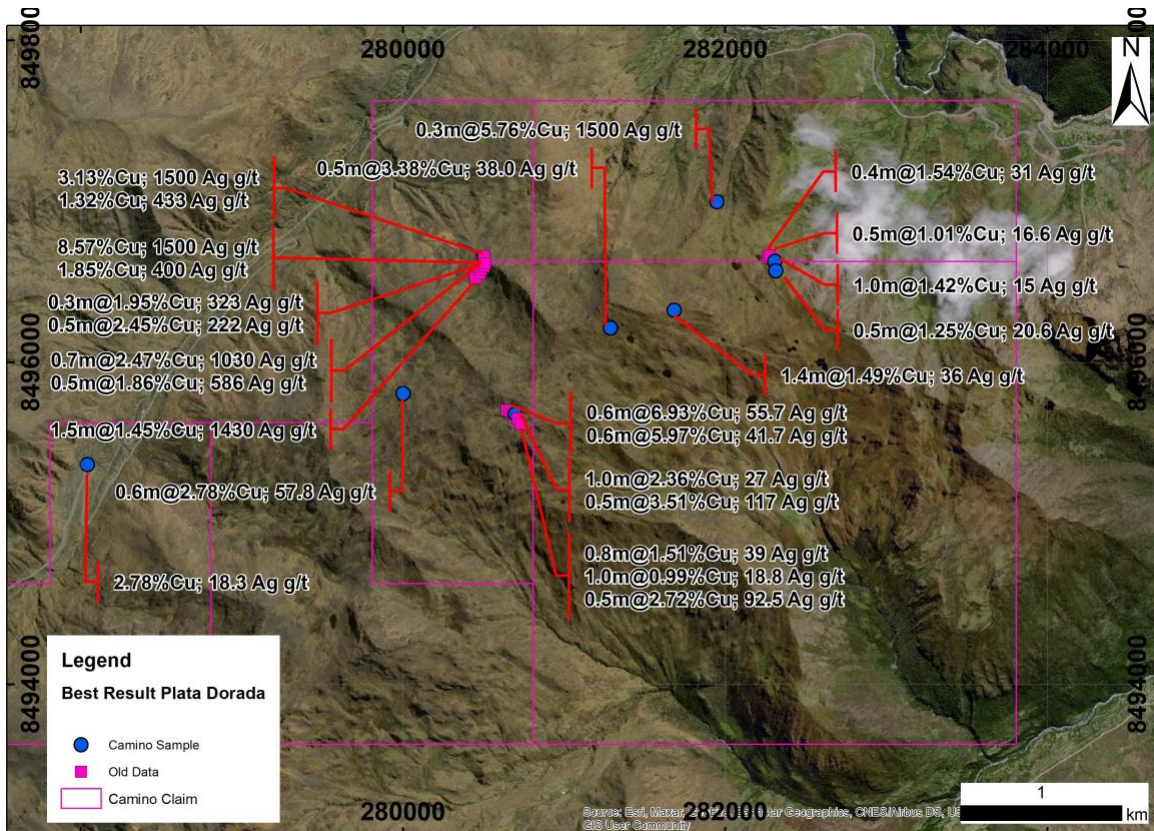 280000
282000
284000
N
8498000
849800
8496000
8496000
8494000
8494000
0.3m@5.76%Cu; 1500 Ag g/t
0.5m@3.38%Cu; 38.0 Ag g/t
3.13%Cu; 1500 Ag g/t
1.32%Cu; 433 Ag g/t
0.4m@1.54%Cu; 31 Ag g/t
8.57%Cu; 1500 Ag g/t
1.85%Cu; 400 Ag g/t
0.5m@1.01%Cu; 16.6 Ag g/t
1.0m@1.42%Cu; 15 Ag g/t
0.3m@1.95%Cu; 323 Ag g/t
0.5m@2.45%Cu; 222 Ag g/t
0.5m@1.25%Cu; 20.6 Ag g/t
0.7m@2.47%Cu; 1030 Ag g/t
0.5m@1.86%Cu; 586 Ag g/t
1.4m@1.49%Cu; 36 Ag g/t
1.5m@1.45%Cu; 1430 Ag g/t
0.6m@6.93%Cu; 55.7 Ag g/t
0.6m@5.97%Cu; 41.7 Ag g/t
0.6m@2.78%Cu; 57.8 Ag g/t
1.0m@2.36%Cu; 27 Ag g/t
0.5m@3.51%Cu; 117 Ag g/t
0.8m@1.51%Cu; 39 Ag g/t
1.0m@0.99%Cu; 18.8 Ag g/t
0.5m@2.72%Cu; 92.5 Ag g/t
2.78%Cu; 18.3 Ag g/t
Legend
Best Result Plata Dorada
Camino Sample
Old Data
Camino Claim
280000
282000
1
km
Source: Esri, Maxar, Geographics, CNES/Airbus DS,
GIS User Community